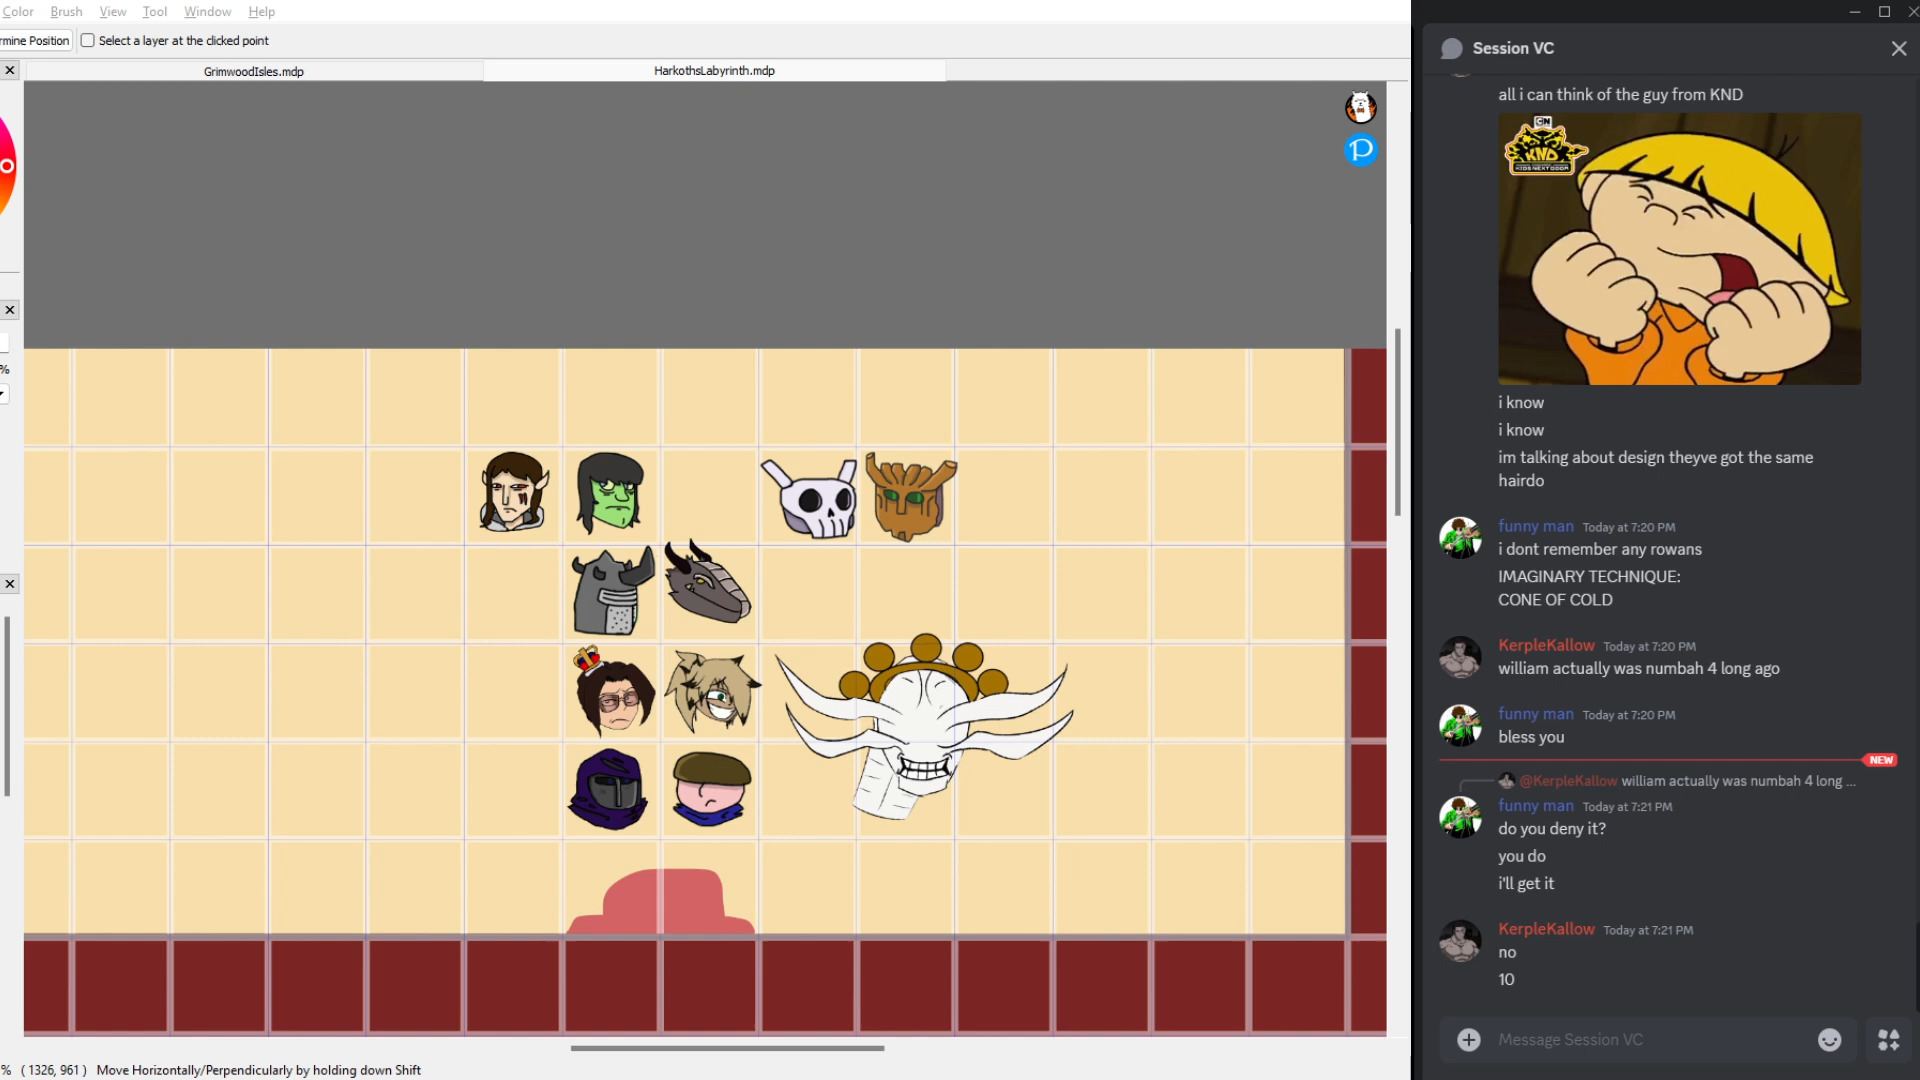 Color Brush View Tool Window Help
rmine Position Select a layer at the clicked point
GrimwoodIsles.mdp HarkothsLabyrinth.mdp
%
% ( 1326, 961 ) Move Horizontally/Perpendicularly by holding down Shift
Session VC
all i can think of the guy from KND
CN
KND
KIDS NEXT DOOR
i know
i know
im talking about design theyve got the same
hairdo
funny man Today at 7:20 PM
i dont remember any rowans
IMAGINARY TECHNIQUE:
CONE OF COLD
KerpleKallow Today at 7:20 PM
william actually was numbah 4 long ago
funny man Today at 7:20 PM
bless you
NEW
@KerpleKallow william actually was numbah 4 long ...
funny man Today at 7:21 PM
do you deny it?
you do
i'll get it
KerpleKallow Today at 7:21 PM
no
10
Message Session VC